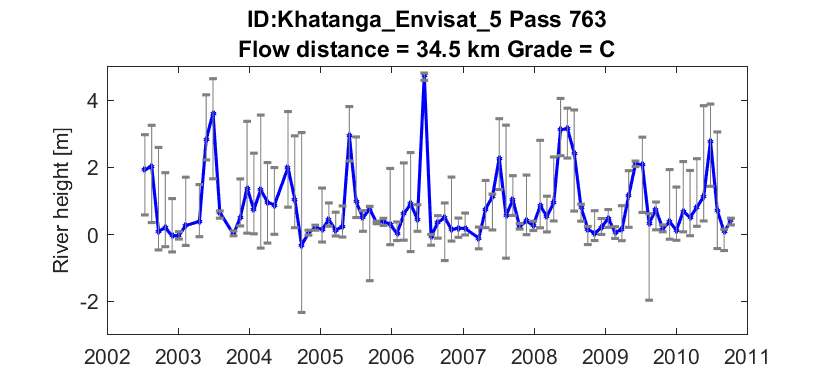 ID:Khatanga_Envisat_5 Pass 763
Flow distance = 34.5 km Grade = C
River height [m]
4
2
0
-2
2002 2003 2004 2005 2006 2007 2008 2009 2010 2011